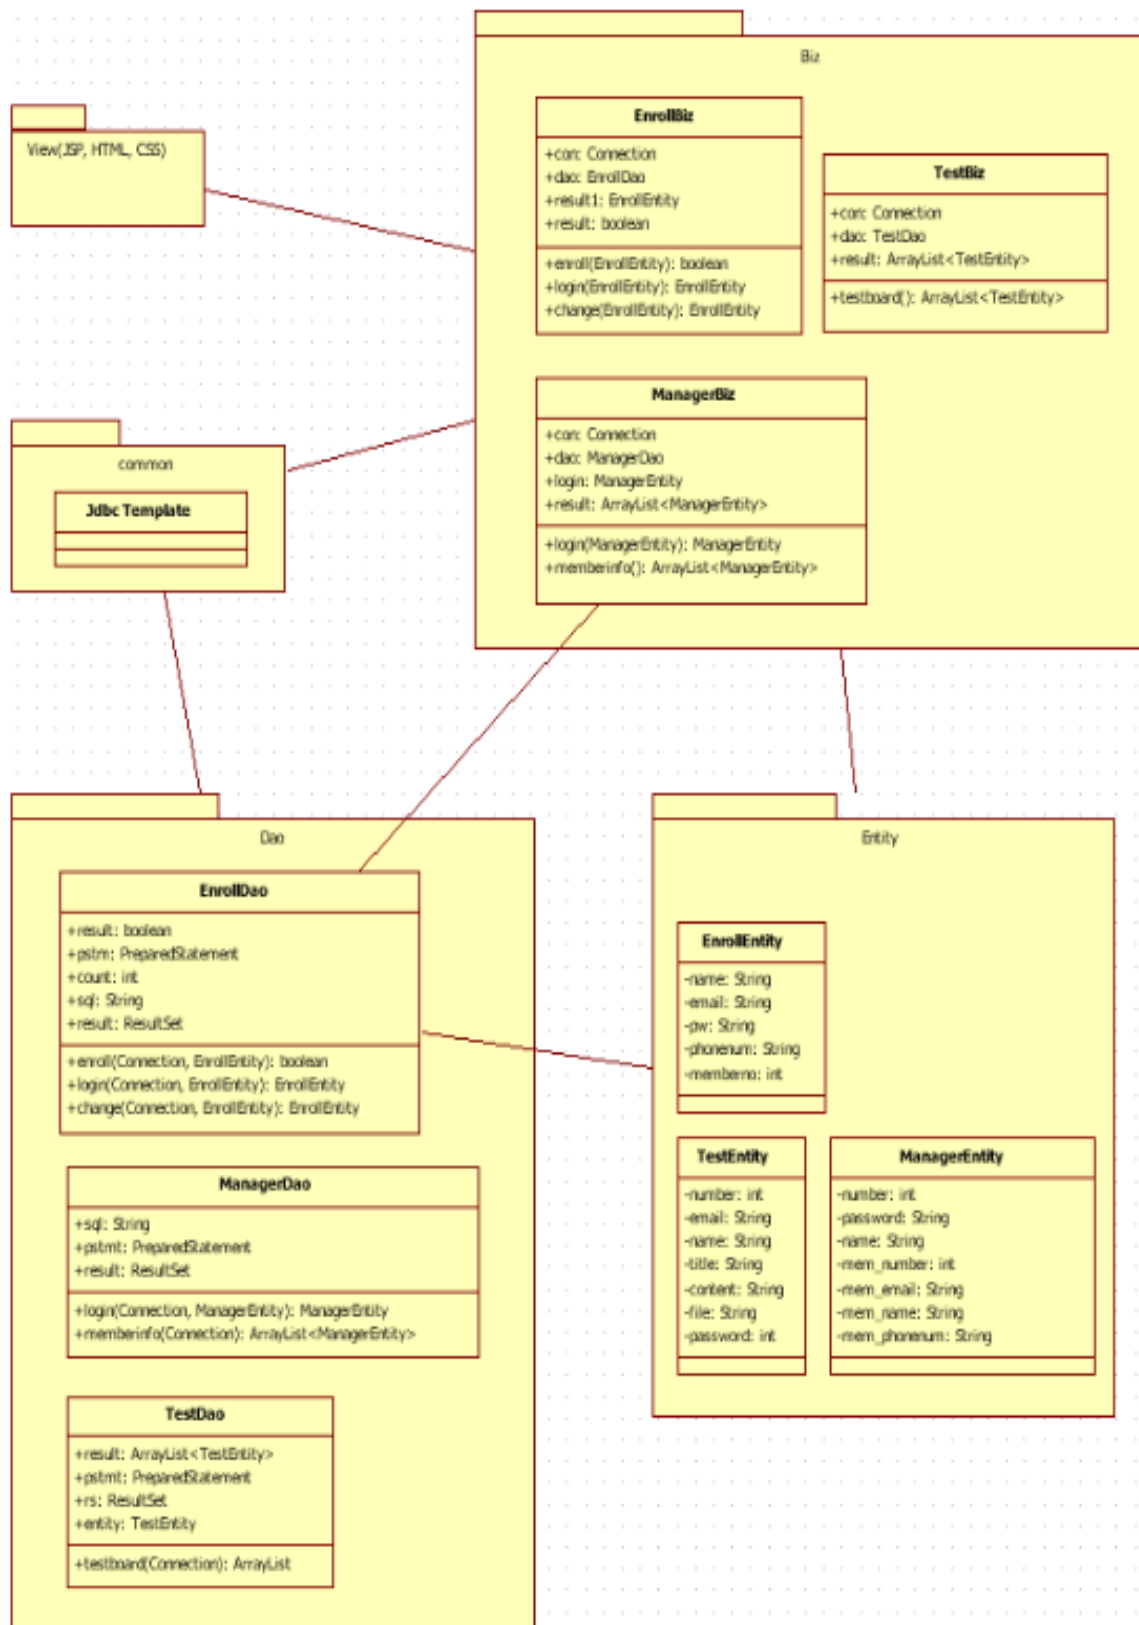 Biz
EnrollBiz
+con: Connection
+dao: EnrollDao
+result1: EnrollEntity
+result: boolean
+enroll(EnrollEntity): boolean
+login(EnrollEntity): EnrollEntity
+change(EnrollEntity): EnrollEntity
TestBiz
+con: Connection
+dao: TestDao
+result: ArrayList<TestEntity>
+testboard(): ArrayList<TestEntity>
View(JSP, HTML, CSS)
ManagerBiz
+con: Connection
+dao: ManagerDao
+login: ManagerEntity
+result: ArrayList<ManagerEntity>
+login(ManagerEntity): ManagerEntity
+memberinfo(): ArrayList<ManagerEntity>
common
Jdbc Template
Dao
EnrollDao
+result: boolean
+pstm: PreparedStatement
+count: int
+sql: String
+result: ResultSet
+enroll(Connection, EnrollEntity): boolean
+login(Connection, EnrollEntity): EnrollEntity
+change(Connection, EnrollEntity): EnrollEntity
ManagerDao
+sql: String
+pstmt: PreparedStatement
+result: ResultSet
+login(Connection, ManagerEntity): ManagerEntity
+memberinfo(Connection): ArrayList<ManagerEntity>
TestDao
+result: ArrayList<TestEntity>
+pstmt: PreparedStatement
+rs: ResultSet
+entity: TestEntity
+testboard(Connection): ArrayList
Entity
EnrollEntity
-name: String
-email: String
-pw: String
-phonenum: String
-memberno: int
TestEntity
-number: int
-email: String
-name: String
-title: String
-content: String
-file: String
-password: int
ManagerEntity
-number: int
-password: String
-name: String
-mem_number: int
-mem_email: String
-mem_name: String
-mem_phonenum: String